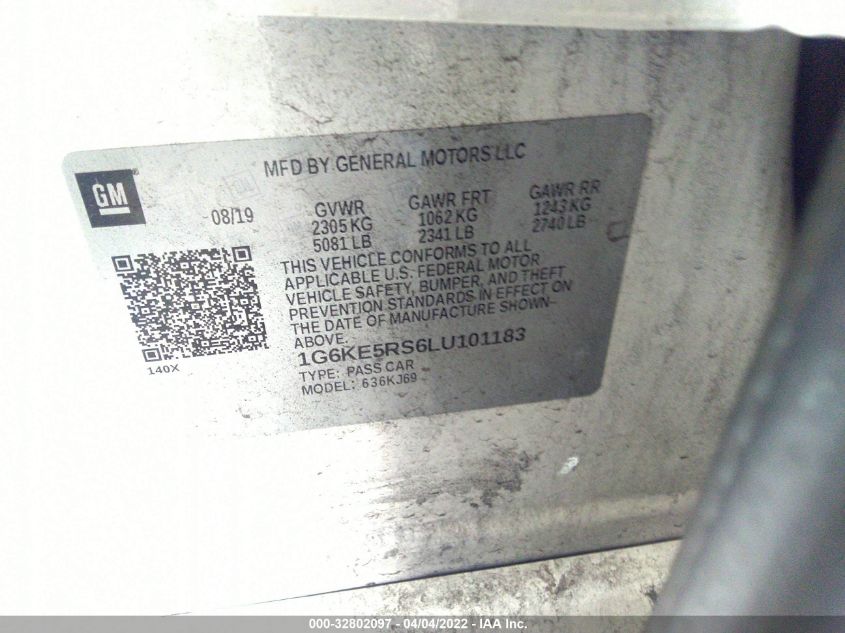 MFD BY GENERAL MOTORS LLC
GM
08/19
GVWR
2305 KG
5081 LB
GAWR FRT
1062 KG
2341 LB
GAWR RR
1243 KG
2740 LB
THIS VEHICLE CONFORMS TO ALL
APPLICABLE U.S. FEDERAL MOTOR
VEHICLE SAFETY, BUMPER, AND THEFT
PREVENTION STANDARDS IN EFFECT ON
THE DATE OF MANUFACTURE SHOWN
ABOVE.
1G6KE5RS6LU101183
TYPE: PASS CAR
MODEL: 636KJ69
140X
000-32802097 - 04/04/2022 - IAA Inc.